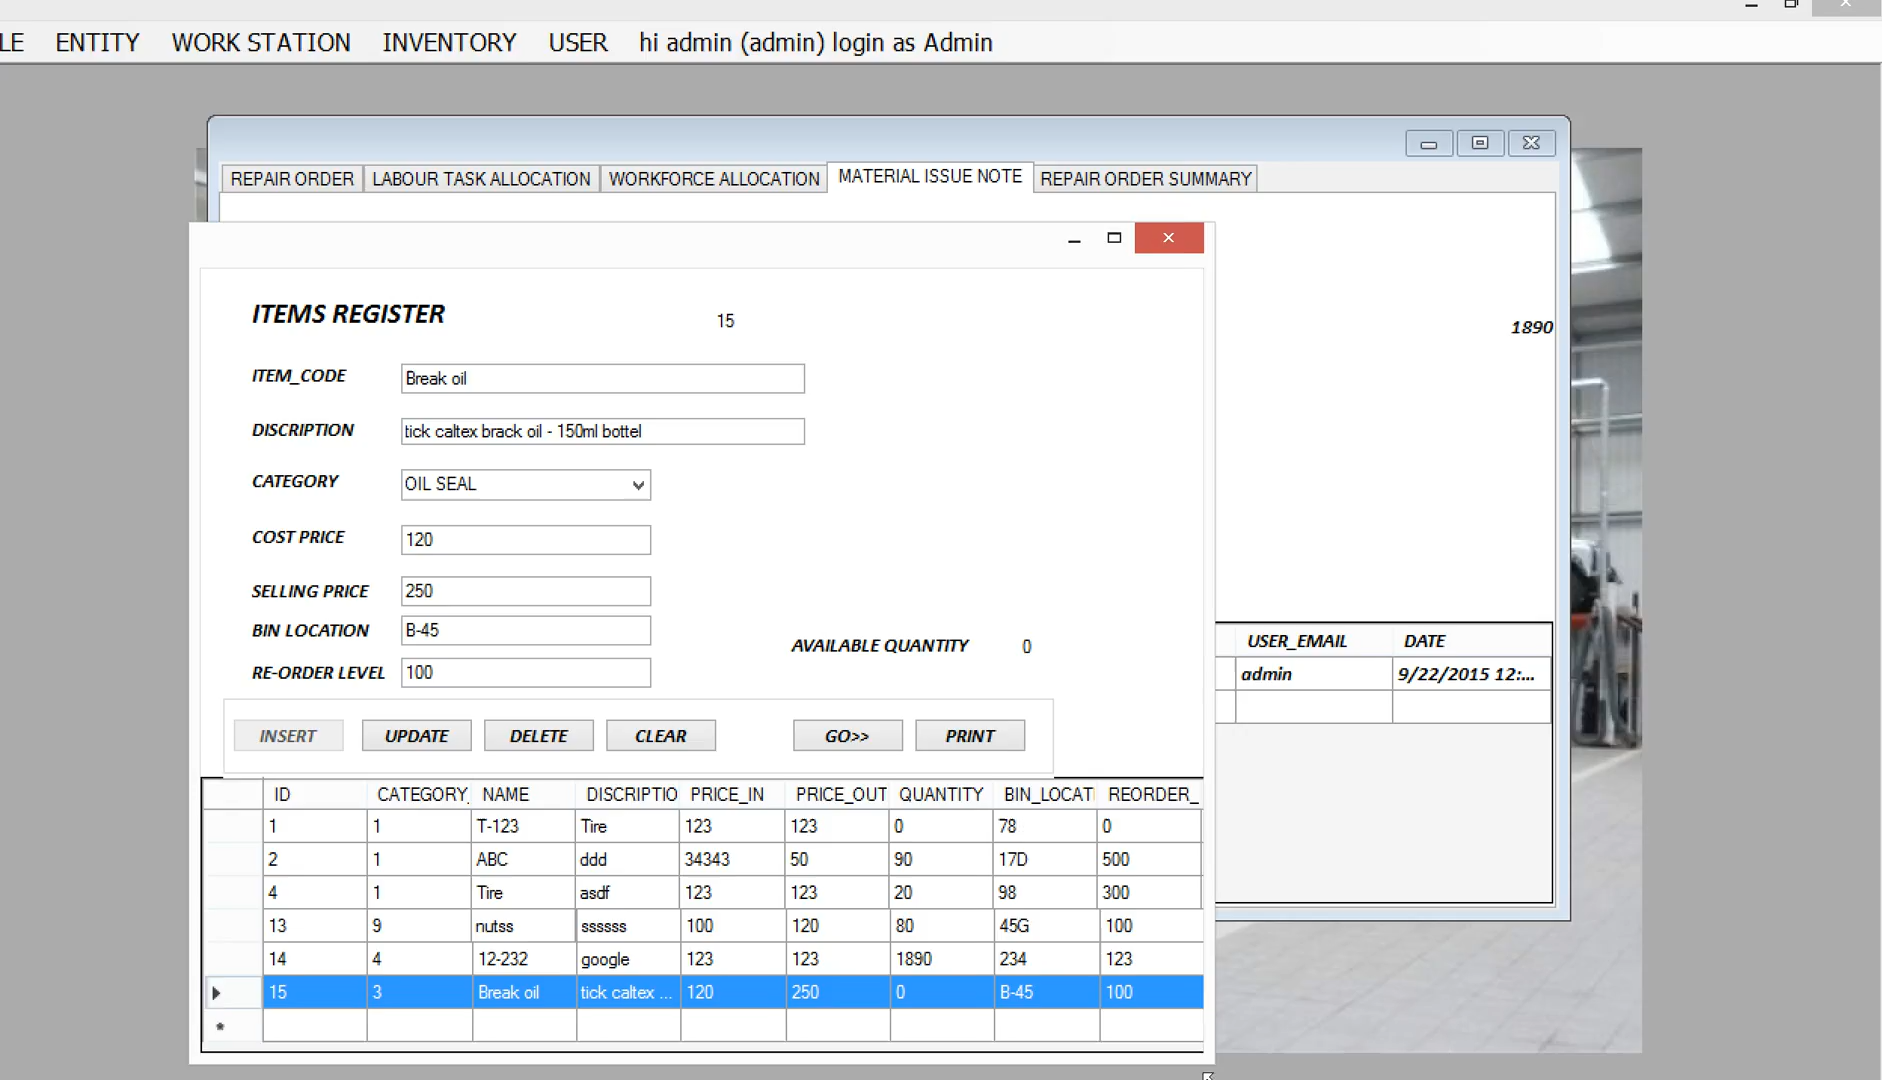 LE ENTITY WORK STATION INVENTORY USER hi admin (admin) login as Admin
REPAIR ORDER LABOUR TASK ALLOCATION WORKFORCE ALLOCATION MATERIAL ISSUE NOTE REPAIR ORDER SUMMARY
ITEMS REGISTER 15
1890
ITEM_CODE Break oil
DISCRIPTION tick caltex brack oil - 150ml bottel
CATEGORY OIL SEAL
COST PRICE 120
SELLING PRICE 250
BIN LOCATION B-45
AVAILABLE QUANTITY 0
RE-ORDER LEVEL 100
USER_EMAIL DATE
admin 9/22/2015 12:...
INSERT UPDATE DELETE CLEAR GO>> PRINT
ID CATEGORY_ NAME DISCRIPTIO PRICE_IN PRICE_OUT QUANTITY BIN_LOCATI REORDER_
1 1 T-123 Tire 123 123 0 78 0
2 1 ABC ddd 34343 50 90 17D 500
4 1 Tire asdf 123 123 20 98 300
13 9 nutss ssssss 100 120 80 45G 100
14 4 12-232 google 123 123 1890 234 123
15 3 Break oil tick caltex ... 120 250 0 B-45 100